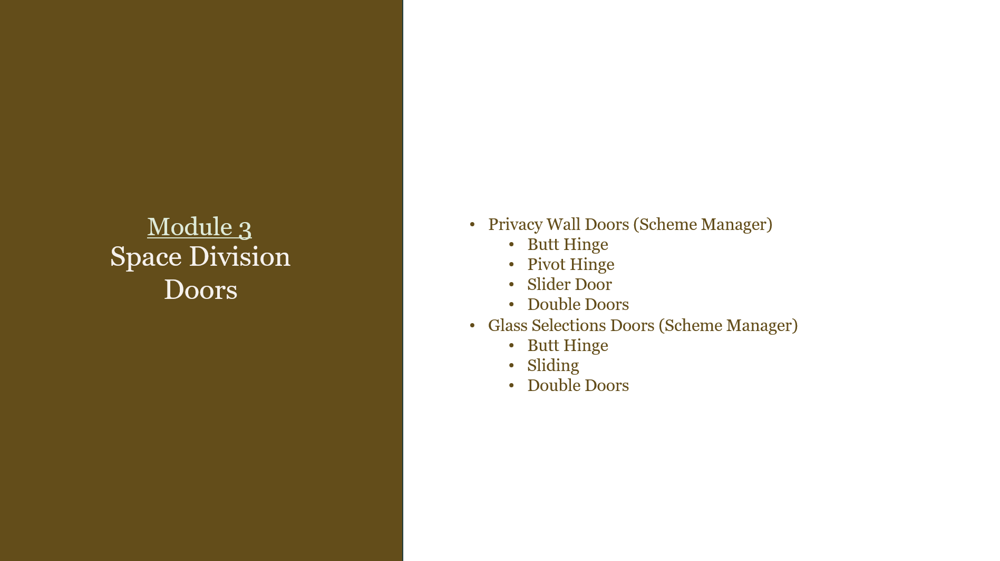 Module 3
Space Division
Doors
• Privacy Wall Doors (Scheme Manager)
• Butt Hinge
• Pivot Hinge
• Slider Door
• Double Doors
• Glass Selections Doors (Scheme Manager)
• Butt Hinge
• Sliding
• Double Doors